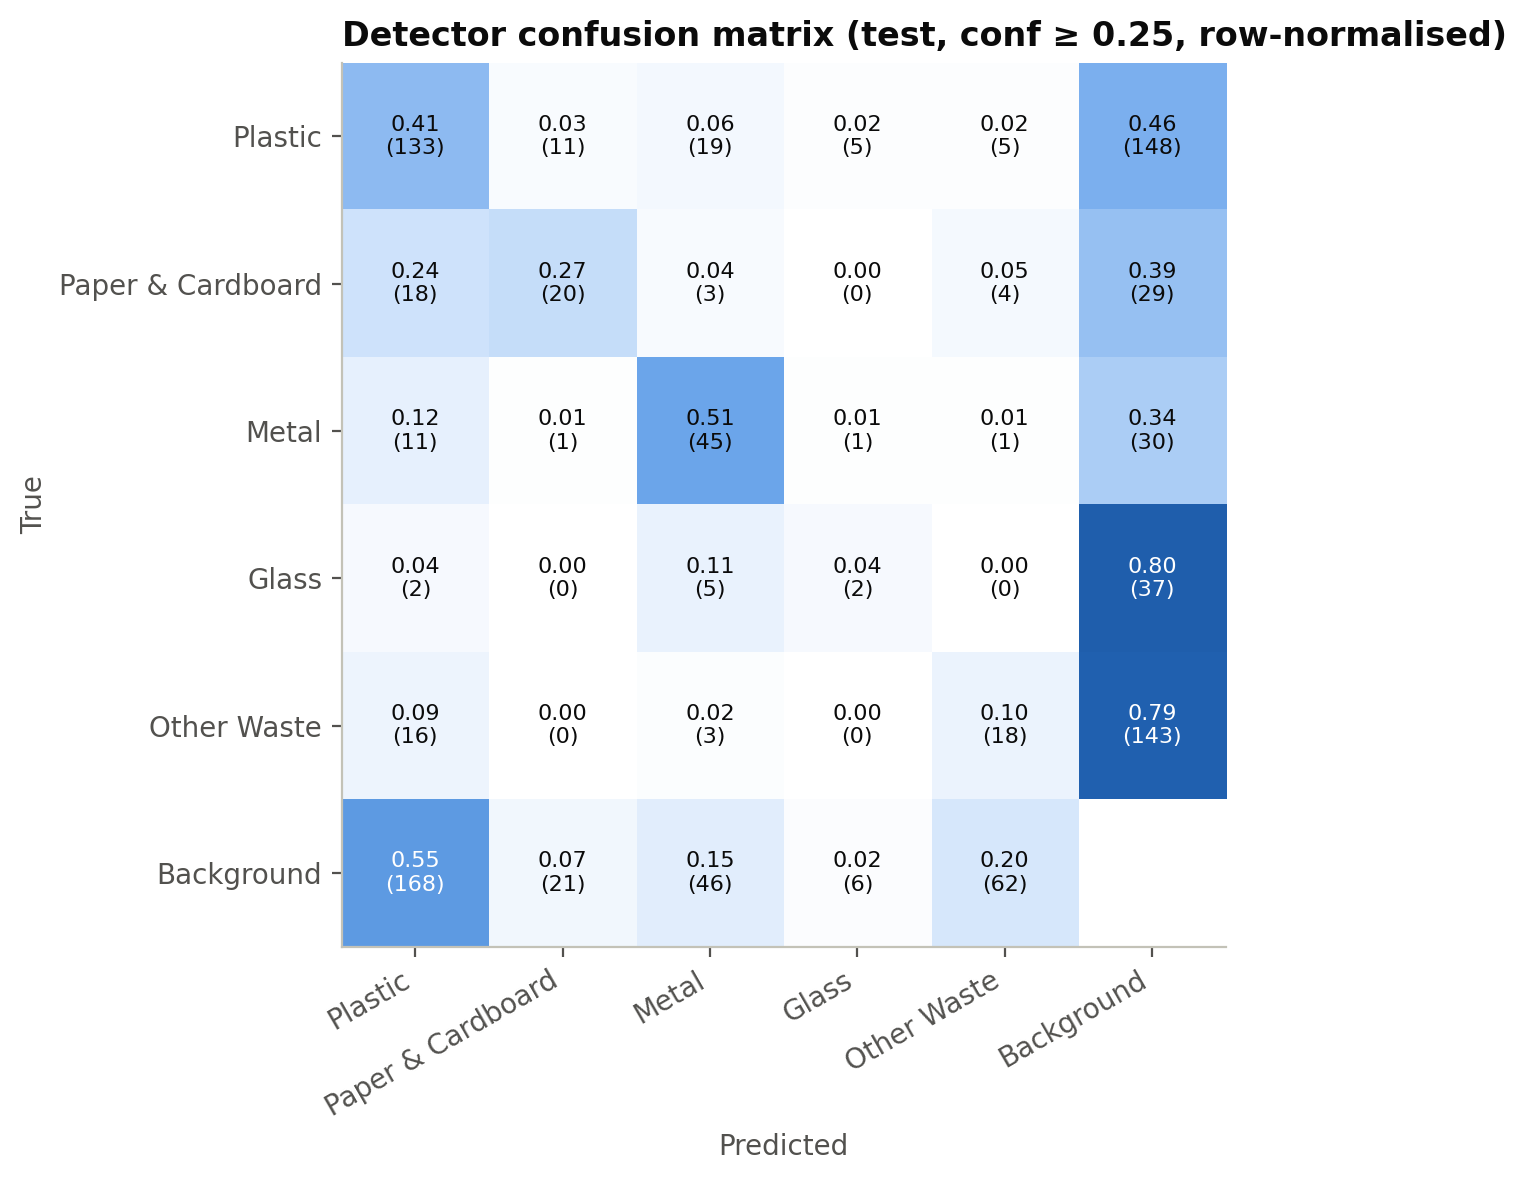 Detector confusion matrix (test, conf ≥ 0.25, row-normalised)
Plastic
0.41 0.03 0.06 0.02 0.02 0.46
(133) (11) (19) (5) (5) (148)
Paper & Cardboard
0.24 0.27 0.04 0.00 0.05 0.39
(18) (20) (3) (0) (4) (29)
Metal
0.12 0.01 0.51 0.01 0.01 0.34
(11) (1) (45) (1) (1) (30)
Glass
0.04 0.00 0.11 0.04 0.00 0.80
(2) (0) (5) (2) (0) (37)
Other Waste
0.09 0.00 0.02 0.00 0.10 0.79
(16) (0) (3) (0) (18) (143)
Background
0.55 0.07 0.15 0.02 0.20
(168) (21) (46) (6) (62)
True
Plastic
Paper & Cardboard
Metal
Glass
Other Waste
Background
Predicted